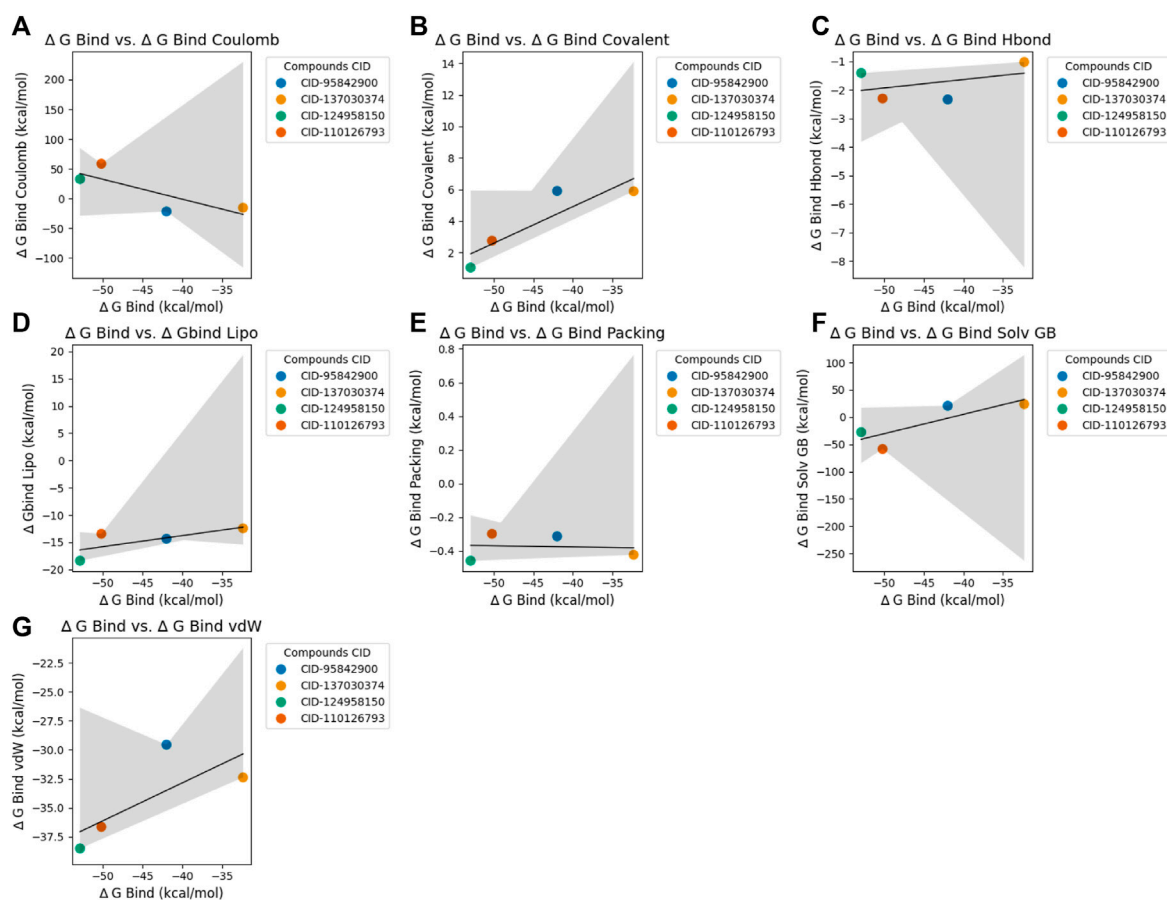 A
Δ G Bind vs. Δ G Bind Coulomb
Δ G Bind Coulomb (kcal/mol)
200
150
100
50
0
−50
−100
−50
−45
−40
−35
Δ G Bind (kcal/mol)
Compounds CID
CID-95842900
CID-137030374
CID-124958150
CID-110126793
B
Δ G Bind vs. Δ G Bind Covalent
Δ G Bind Covalent (kcal/mol)
14
12
10
8
6
4
2
−50
−45
−40
−35
Δ G Bind (kcal/mol)
Compounds CID
CID-95842900
CID-137030374
CID-124958150
CID-110126793
C
Δ G Bind vs. Δ G Bind Hbond
Δ G Bind Hbond (kcal/mol)
−1
−2
−3
−4
−5
−6
−7
−8
−50
−45
−40
−35
Δ G Bind (kcal/mol)
Compounds CID
CID-95842900
CID-137030374
CID-124958150
CID-110126793
D
Δ G Bind vs. Δ Gbind Lipo
Δ Gbind Lipo (kcal/mol)
20
15
10
5
0
−5
−10
−15
−20
−50
−45
−40
−35
Δ G Bind (kcal/mol)
Compounds CID
CID-95842900
CID-137030374
CID-124958150
CID-110126793
E
Δ G Bind vs. Δ G Bind Packing
Δ G Bind Packing (kcal/mol)
0.8
0.6
0.4
0.2
0.0
−0.2
−0.4
−50
−45
−40
−35
Δ G Bind (kcal/mol)
Compounds CID
CID-95842900
CID-137030374
CID-124958150
CID-110126793
F
Δ G Bind vs. Δ G Bind Solv GB
Δ G Bind Solv GB (kcal/mol)
100
50
0
−50
−100
−150
−200
−250
−50
−45
−40
−35
Δ G Bind (kcal/mol)
Compounds CID
CID-95842900
CID-137030374
CID-124958150
CID-110126793
G
Δ G Bind vs. Δ G Bind vdW
Δ G Bind vdW (kcal/mol)
−22.5
−25.0
−27.5
−30.0
−32.5
−35.0
−37.5
−50
−45
−40
−35
Δ G Bind (kcal/mol)
Compounds CID
CID-95842900
CID-137030374
CID-124958150
CID-110126793